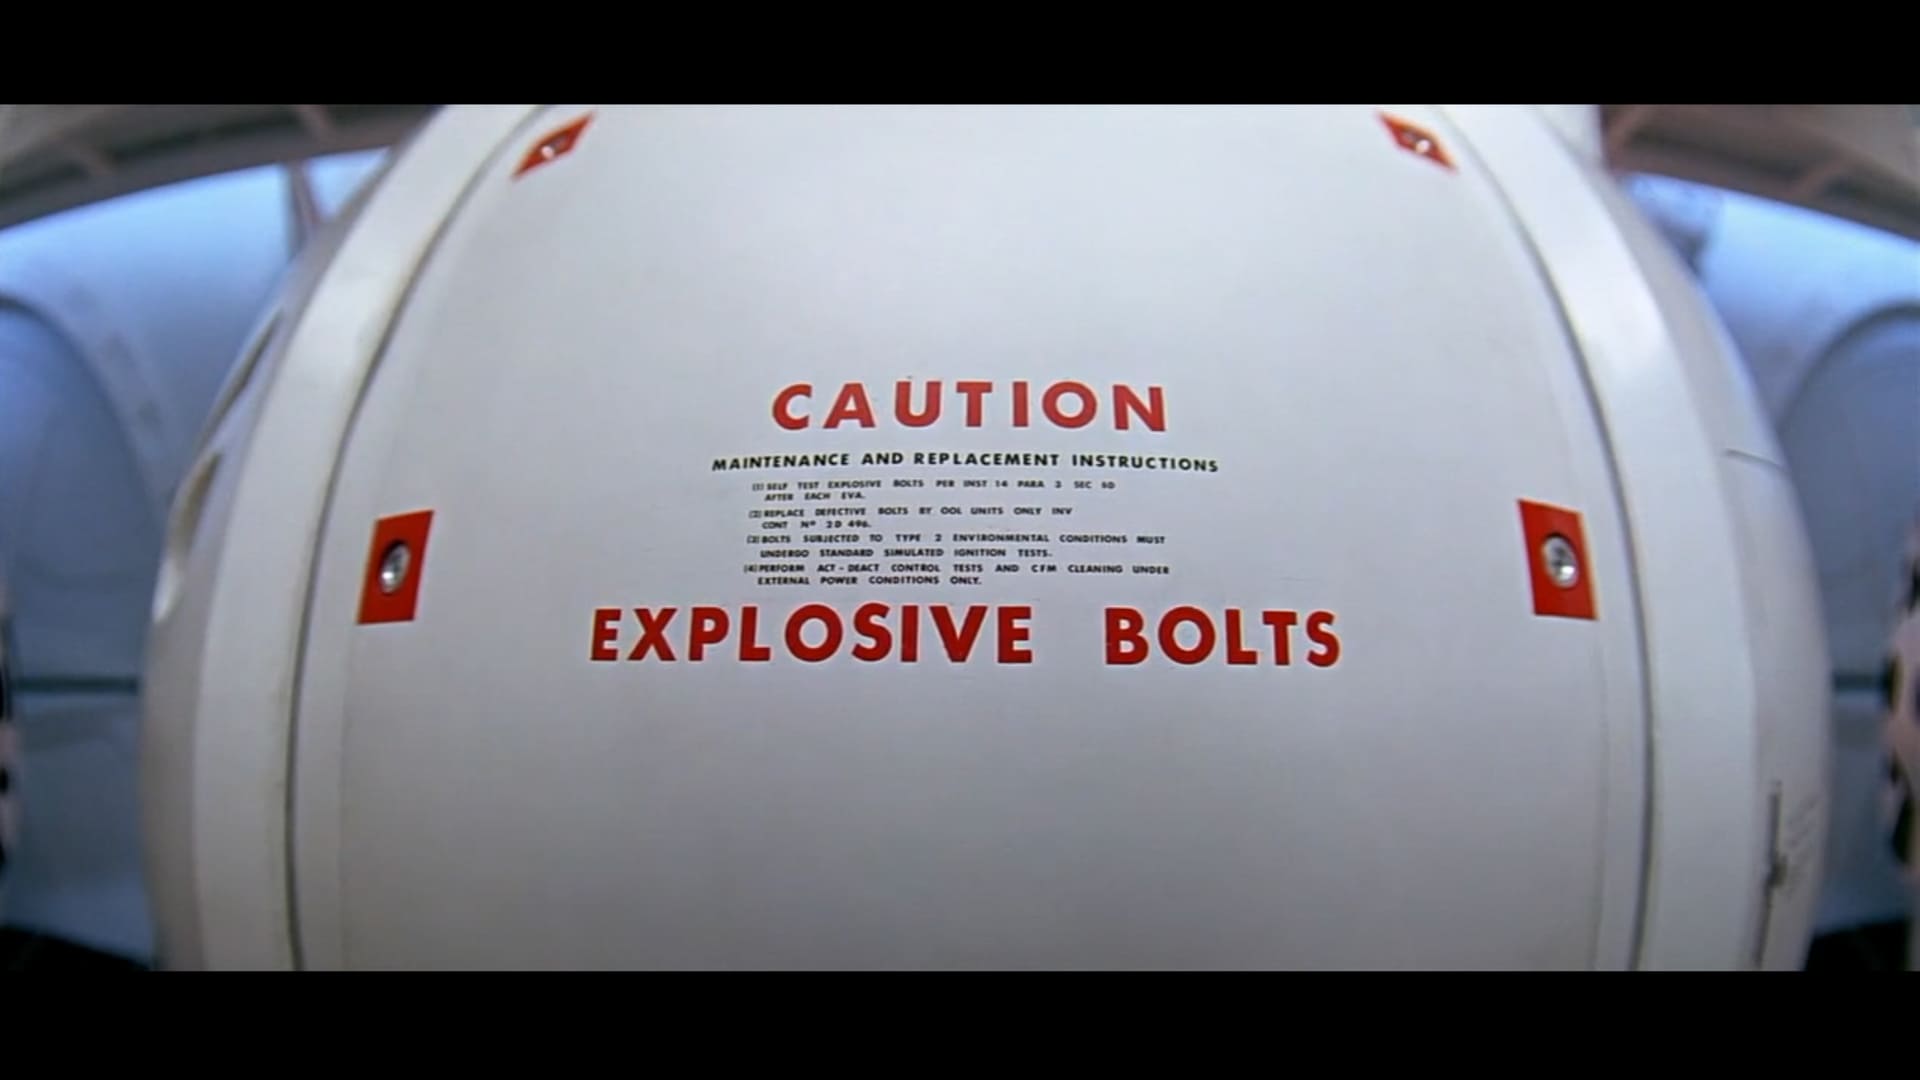 CAUTION
MAINTENANCE AND REPLACEMENT INSTRUCTIONS
(1) SELF TEST EXPLOSIVE BOLTS PER INST 14 PARA 3 SEC 5D
AFTER EACH EVA.
(2) REPLACE DEFECTIVE BOLTS BY OOL UNITS ONLY INV
CONT Nº 2D 496.
(3) BOLTS SUBJECTED TO TYPE 2 ENVIRONMENTAL CONDITIONS MUST
UNDERGO STANDARD SIMULATED IGNITION TESTS.
(4) PERFORM ACT-DEACT CONTROL TESTS AND CFM CLEANING UNDER
EXTERNAL POWER CONDITIONS ONLY.
EXPLOSIVE BOLTS